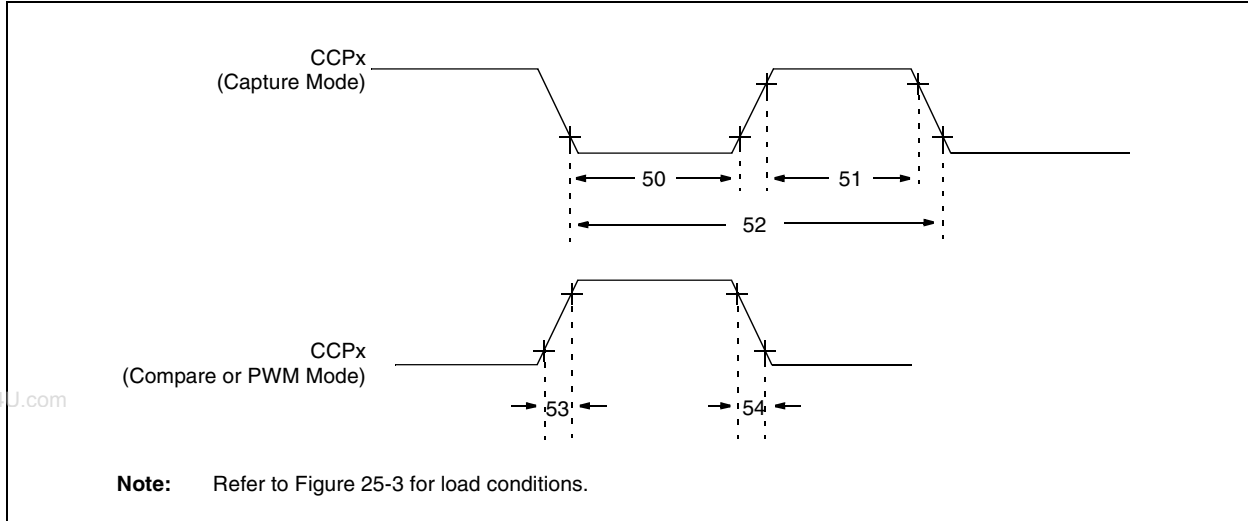 CCPx
(Capture Mode)
50
51
52
CCPx
(Compare or PWM Mode)
53
54
U.com
Note: Refer to Figure 25-3 for load conditions.